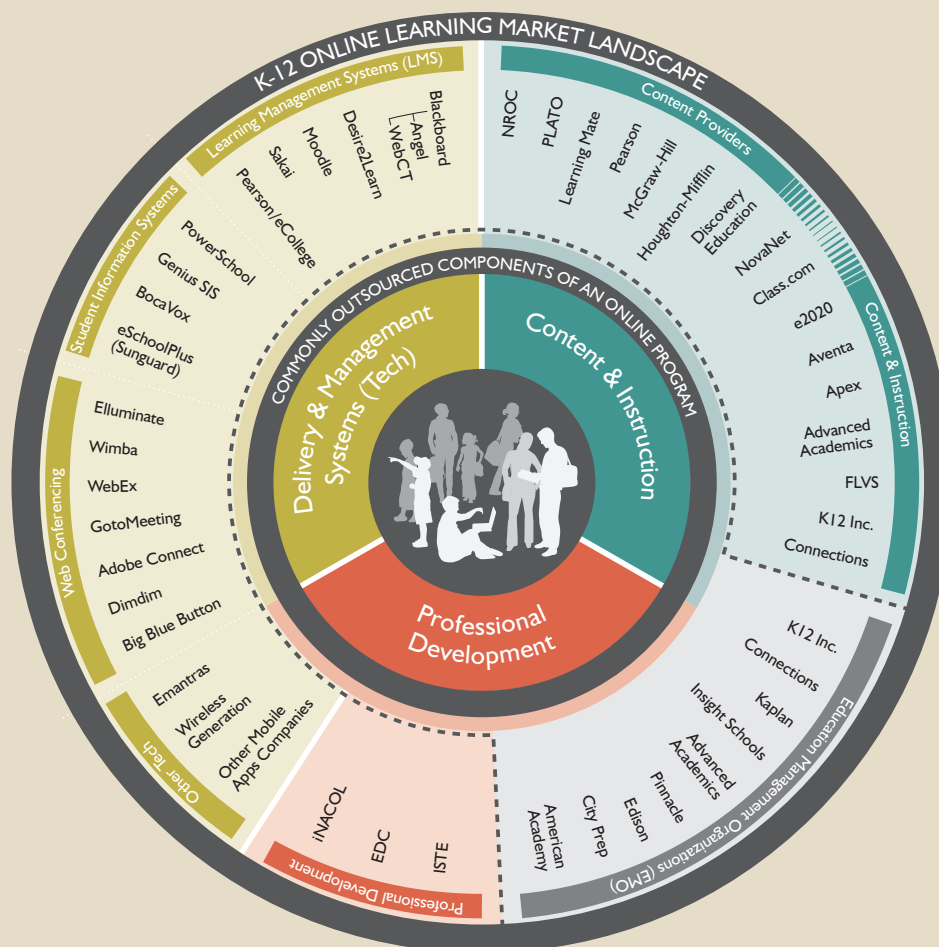 K-12 ONLINE LEARNING MARKET LANDSCAPE
Learning Management Systems (LMS)
Pearson/eCollege
Sakai
Moodle
Desire2Learn
WebCT
Angel
Blackboard
Content Providers
NROC
PLATO
Learning Mate
Pearson
McGraw-Hill
Houghton-Mifflin
Discovery
Education
NovaNet
Class.com
e2020
Content & Instruction
Aventa
Apex
Advanced
Academics
FLVS
K12 Inc.
Connections
Education Management Organizations (EMO)
K12 Inc.
Connections
Kaplan
Insight Schools
Advanced
Academics
Pinnacle
Edison
City Prep
American
Academy
Professional Development
ISTE
EDC
iNACOL
Other Tech
Other Mobile
Apps Companies
Wireless
Generation
Emantras
Web Conferencing
Big Blue Button
Dimdim
Adobe Connect
GotoMeeting
WebEx
Wimba
Elluminate
Student Information Systems
eSchoolPlus
(Sunguard)
BocaVox
Genius SIS
PowerSchool
COMMONLY OUTSOURCED COMPONENTS OF AN ONLINE PROGRAM
Delivery & Management
Systems (Tech)
Content & Instruction
Professional
Development